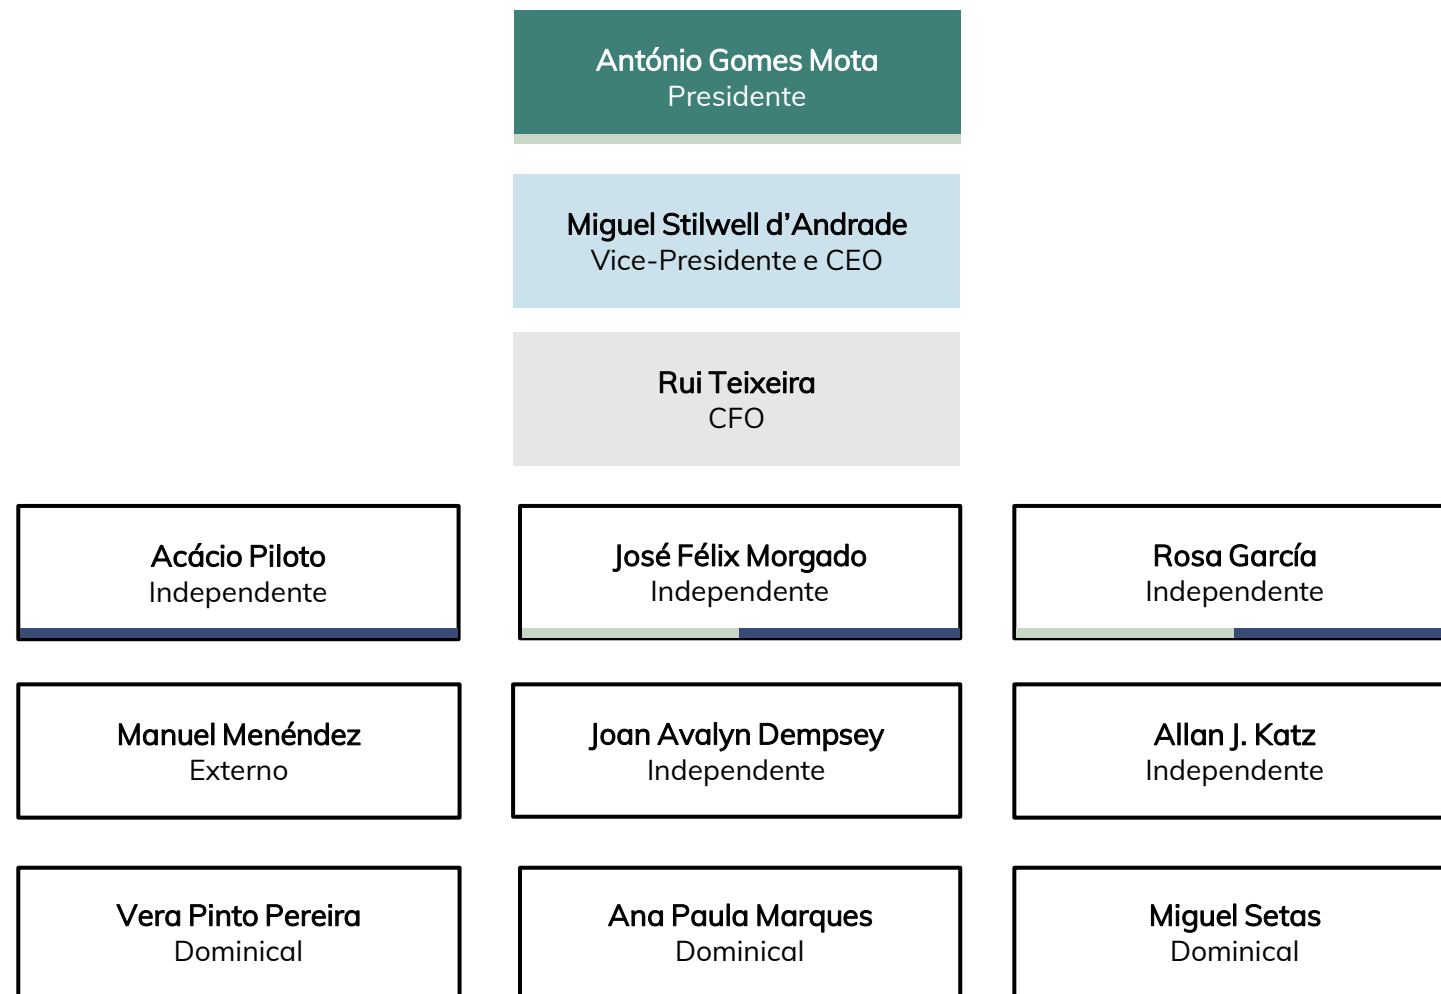 António Gomes Mota
Presidente
Miguel Stilwell d’Andrade
Vice-Presidente e CEO
Rui Teixeira
CFO
Acácio Piloto
Independente
José Félix Morgado
Independente
Rosa García
Independente
Manuel Menéndez
Externo
Joan Avalyn Dempsey
Independente
Allan J. Katz
Independente
Vera Pinto Pereira
Dominical
Ana Paula Marques
Dominical
Miguel Setas
Dominical